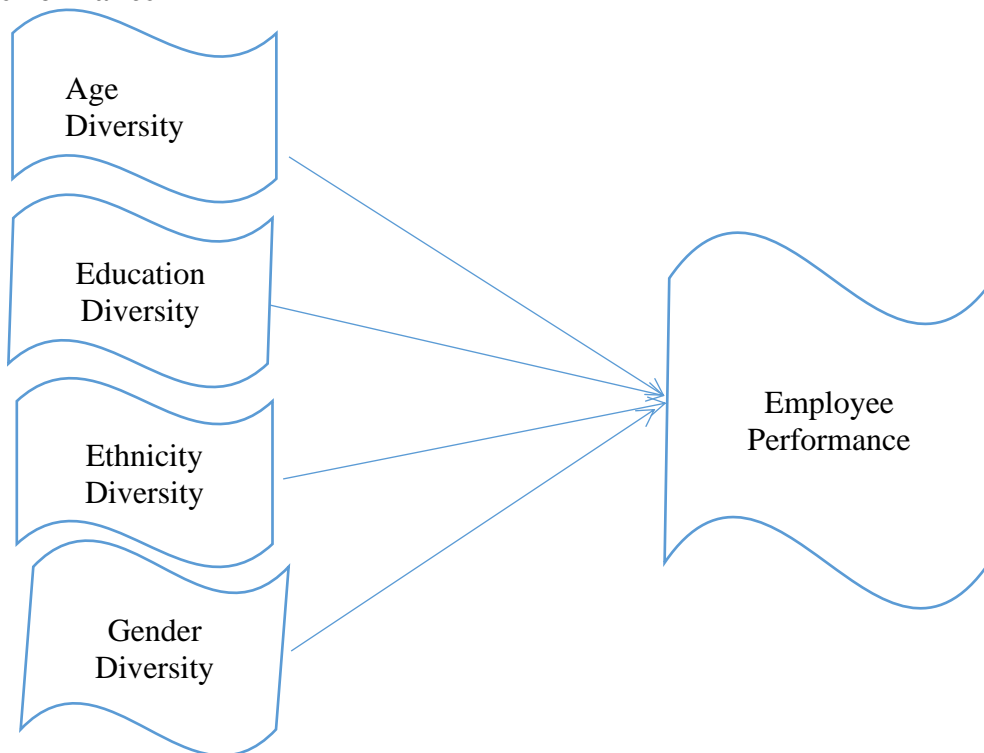 Age
Diversity
Education
Diversity
Ethnicity
Diversity
Gender
Diversity
Employee
Performance